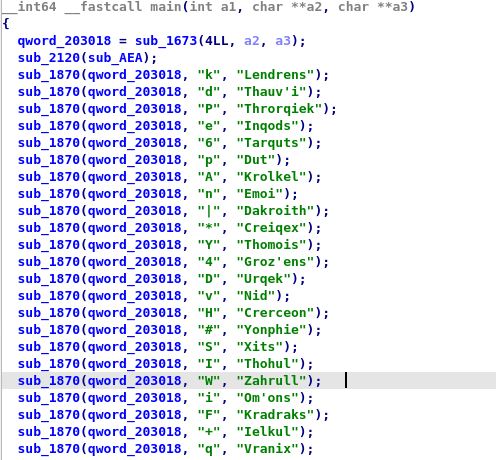 __int64 __fastcall main(int a1, char **a2, char **a3)
{
  qword_203018 = sub_1673(4LL, a2, a3);
  sub_2120(sub_AEA);
  sub_1870(qword_203018, "k", "Lendrens");
  sub_1870(qword_203018, "d", "Thauv'i");
  sub_1870(qword_203018, "P", "Throrqiek");
  sub_1870(qword_203018, "e", "Inqods");
  sub_1870(qword_203018, "6", "Tarquts");
  sub_1870(qword_203018, "p", "Dut");
  sub_1870(qword_203018, "A", "Krolkel");
  sub_1870(qword_203018, "n", "Emoi");
  sub_1870(qword_203018, "|", "Dakroith");
  sub_1870(qword_203018, "*", "Creiqex");
  sub_1870(qword_203018, "Y", "Thomois");
  sub_1870(qword_203018, "4", "Groz'ens");
  sub_1870(qword_203018, "D", "Urqek");
  sub_1870(qword_203018, "v", "Nid");
  sub_1870(qword_203018, "H", "Crerceon");
  sub_1870(qword_203018, "#", "Yonphie");
  sub_1870(qword_203018, "S", "Xits");
  sub_1870(qword_203018, "I", "Thohul");
  sub_1870(qword_203018, "W", "Zahrull");
  sub_1870(qword_203018, "i", "Om'ons");
  sub_1870(qword_203018, "F", "Kradraks");
  sub_1870(qword_203018, "+", "Ielkul");
  sub_1870(qword_203018, "q", "Vranix");